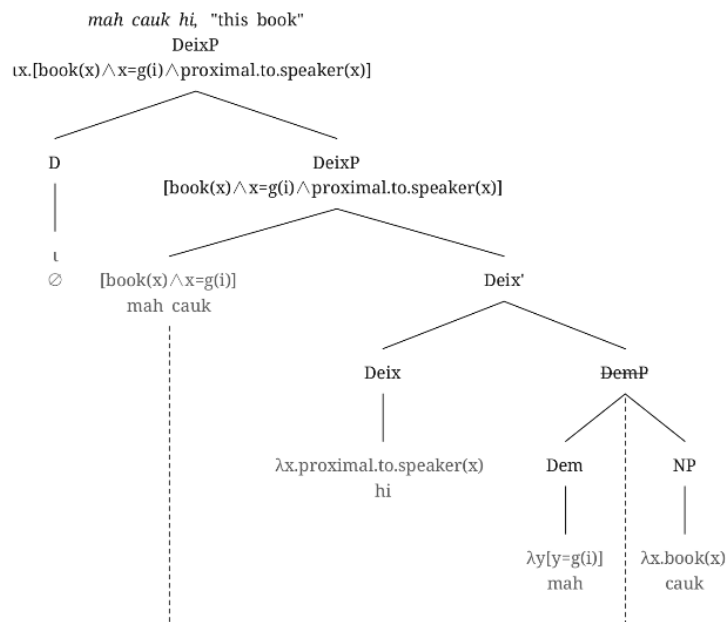 mah cauk hi, "this book"
DeixP
ιx.[book(x)∧x=g(i)∧proximal.to.speaker(x)]
D
DeixP
[book(x)∧x=g(i)∧proximal.to.speaker(x)]
ι
∅
[book(x)∧x=g(i)]
mah cauk
Deix'
Deix
DemP
λx.proximal.to.speaker(x)
hi
Dem
NP
λy[y=g(i)]
mah
λx.book(x)
cauk